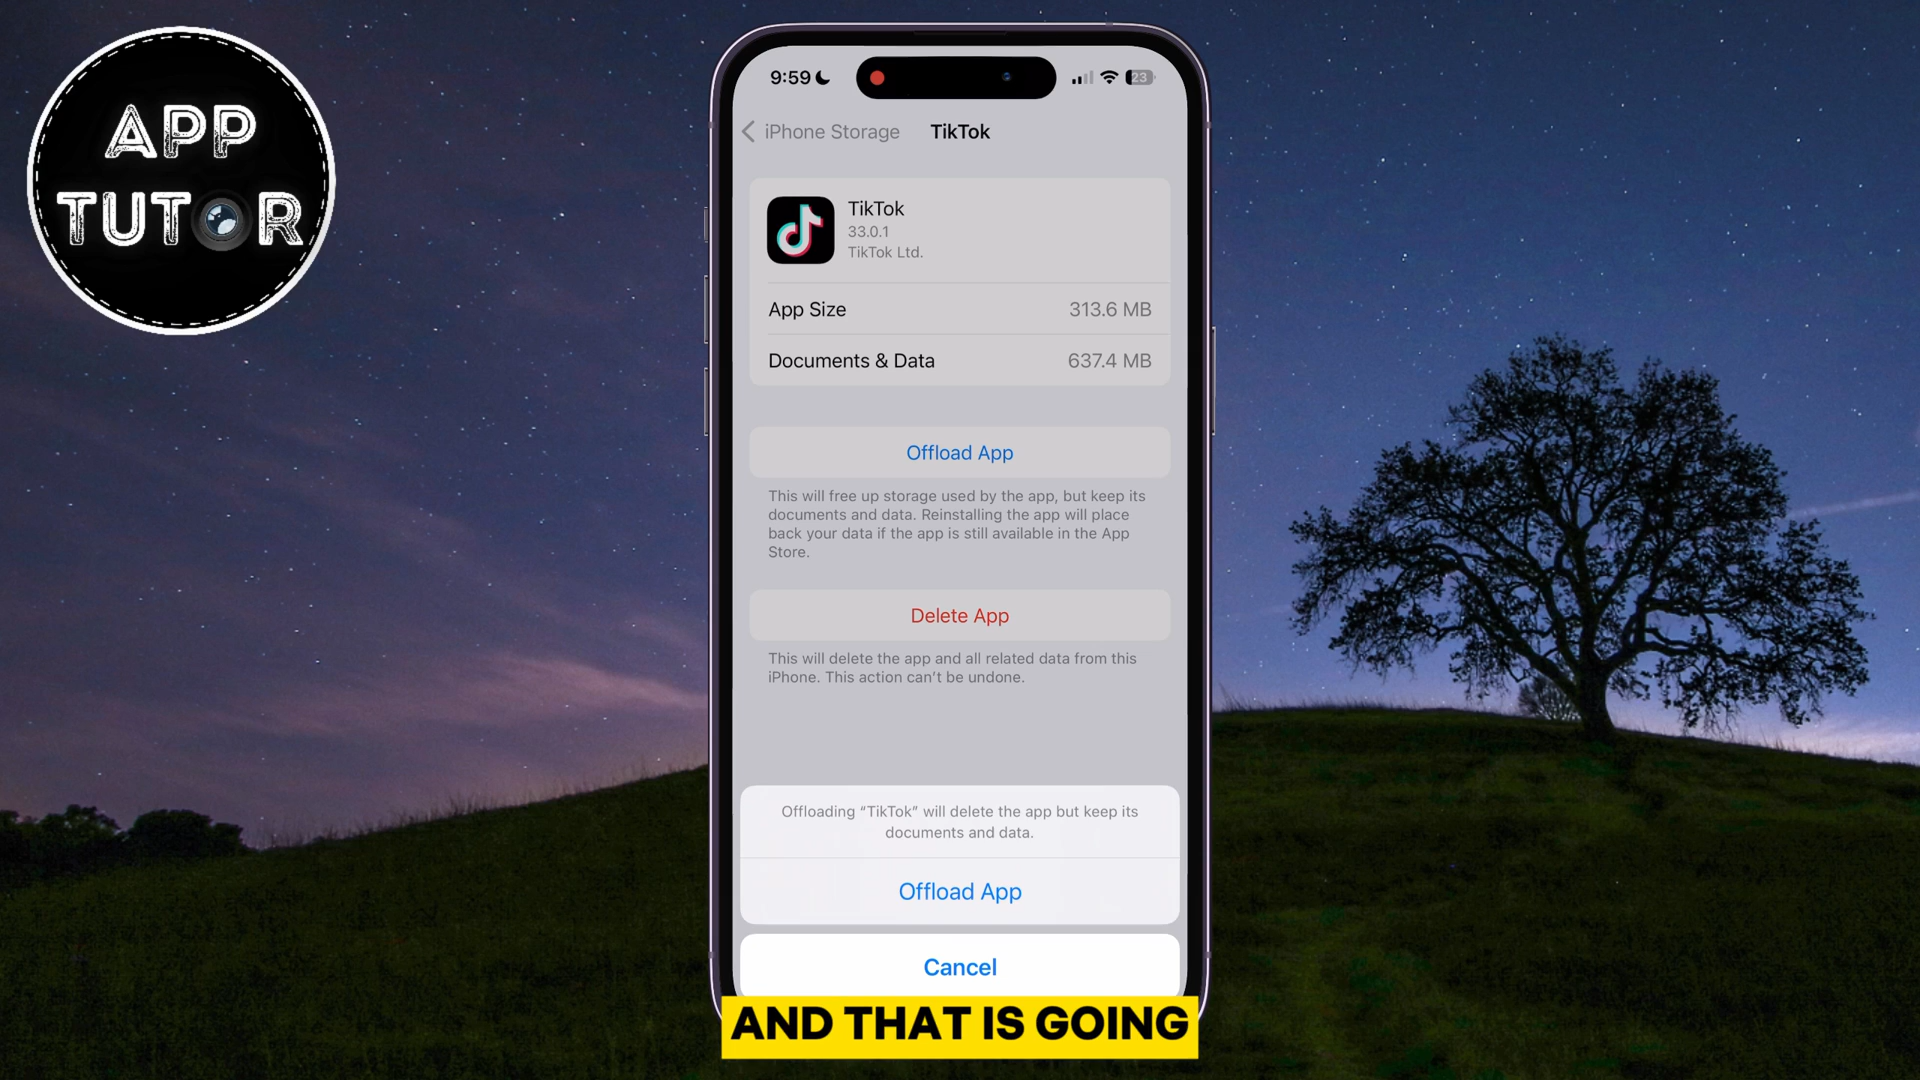 APP
TUTOR
9:59
23
iPhone Storage
TikTok
TikTok
33.0.1
TikTok Ltd.
App Size
313.6 MB
Documents & Data
637.4 MB
Offload App
This will free up storage used by the app, but keep its
documents and data. Reinstalling the app will place
back your data if the app is still available in the App
Store.
Delete App
This will delete the app and all related data from this
iPhone. This action can't be undone.
Offloading “TikTok” will delete the app but keep its
documents and data.
Offload App
Cancel
AND THAT IS GOING